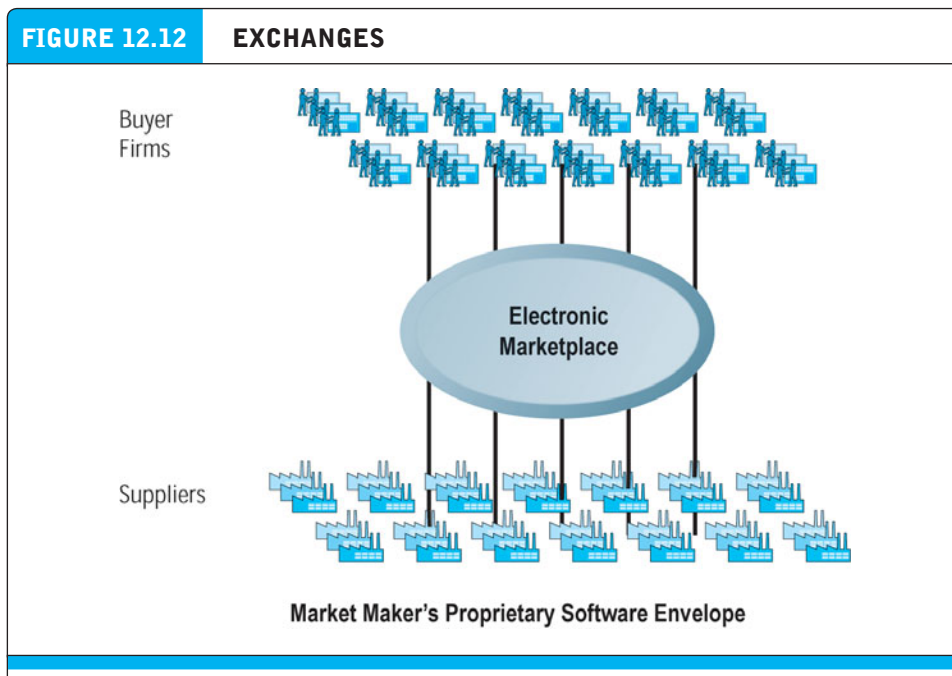 FIGURE 12.12 EXCHANGES
Buyer
Firms
Electronic
Marketplace
Suppliers
Market Maker's Proprietary Software Envelope